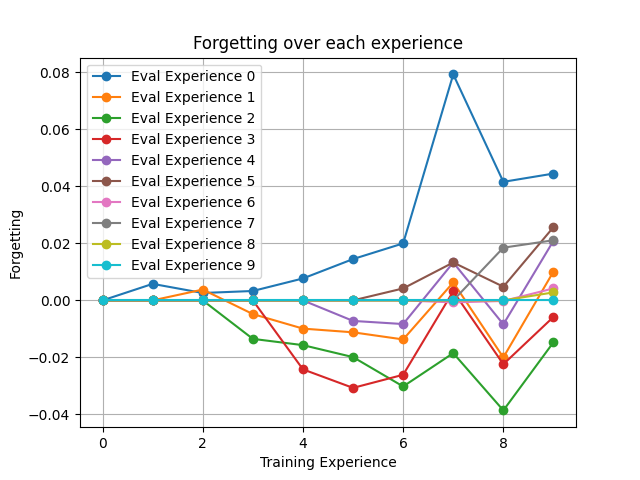 Forgetting over each experience
Eval Experience 0
Eval Experience 1
Eval Experience 2
Eval Experience 3
Eval Experience 4
Eval Experience 5
Eval Experience 6
Eval Experience 7
Eval Experience 8
Eval Experience 9
Forgetting
0.08
0.06
0.04
0.02
0.00
−0.02
−0.04
0 2 4 6 8
Training Experience